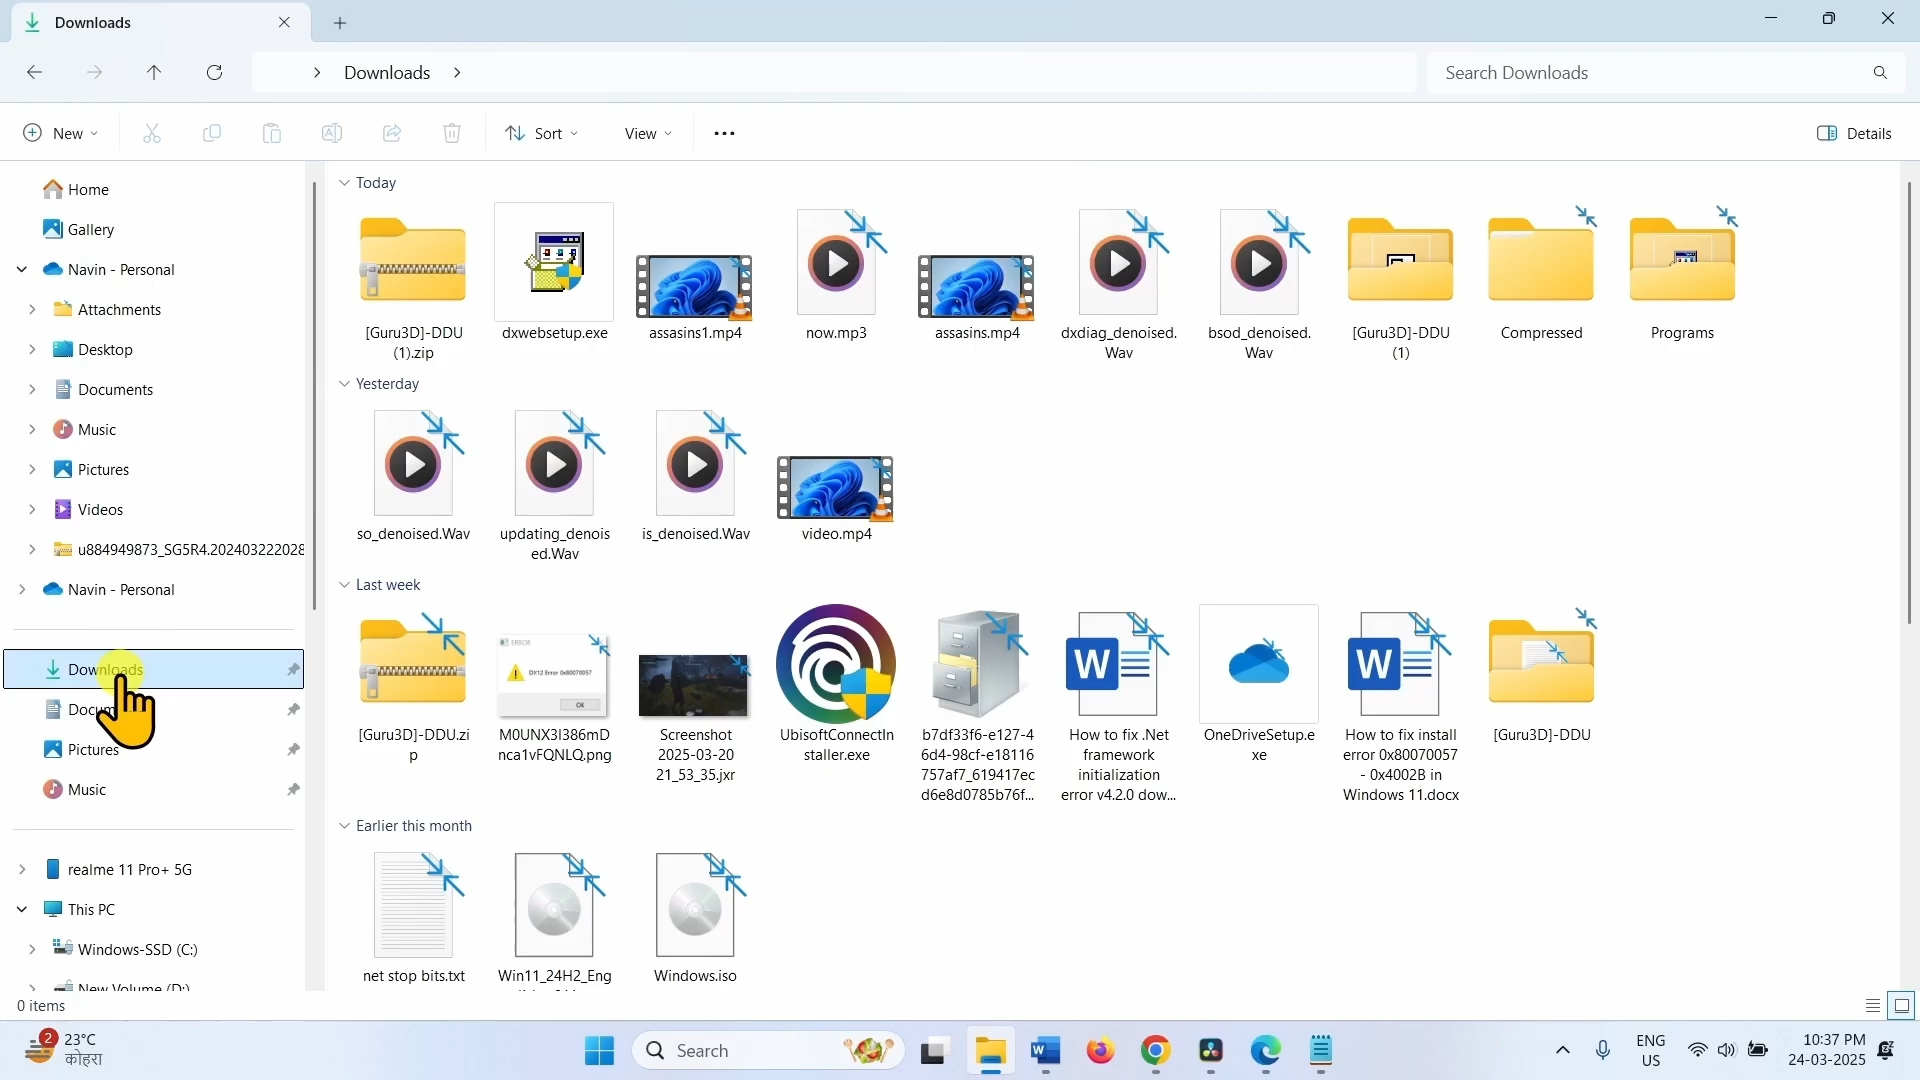 Downloads
Downloads
Search Downloads
New
Sort
View
Details
Home
Gallery
Navin - Personal
Attachments
Desktop
Documents
Music
Pictures
Videos
u884949873_SG5R4.202403222028
Navin - Personal
Downloads
Pictures
Music
realme 11 Pro+ 5G
This PC
Windows-SSD (C:)
New Volume (D:)
0 items
Today
[Guru3D]-DDU
(1).zip
dxwebsetup.exe
assasins1.mp4
now.mp3
assasins.mp4
dxdiag_denoised.
Wav
bsod_denoised.
Wav
[Guru3D]-DDU
(1)
Compressed
Programs
Yesterday
so_denoised.Wav
updating_denois
ed.Wav
is_denoised.Wav
video.mp4
Last week
[Guru3D]-DDU.zi
p
ERROR
DX12 Error 0x80070057
OK
M0UNX3I386mD
nca1vFQNLQ.png
Screenshot
2025-03-20
21_53_35.jxr
UbisoftConnectIn
staller.exe
b7df33f6-e127-4
6d4-98cf-e18116
757af7_619417ec
d6e8d0785b76f...
W
How to fix .Net
framework
initialization
error v4.2.0 dow...
OneDriveSetup.e
xe
W
How to fix install
error 0x80070057
- 0x4002B in
Windows 11.docx
[Guru3D]-DDU
Earlier this month
net stop bits.txt
Win11_24H2_Eng
Windows.iso
2
23°C
कोहरा
Search
W
ENG
US
10:37 PM
24-03-2025